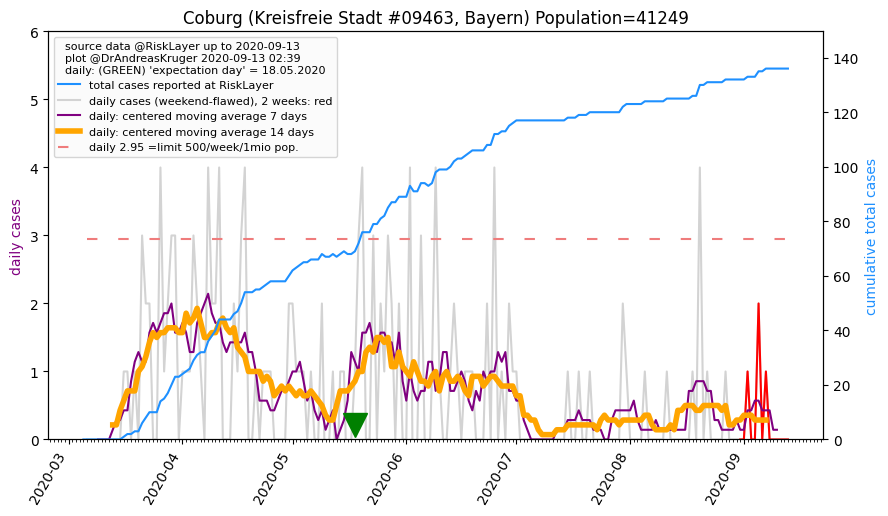 Coburg (Kreisfreie Stadt #09463, Bayern) Population=41249
source data @RiskLayer up to 2020-09-13
plot @DrAndreasKruger 2020-09-13 02:39
daily: (GREEN) 'expectation day' = 18.05.2020
total cases reported at RiskLayer
daily cases (weekend-flawed), 2 weeks: red
daily: centered moving average 7 days
daily: centered moving average 14 days
daily 2.95 =limit 500/week/1mio pop.
daily cases
6
5
4
3
2
1
0
140
120
100
80
60
40
20
0
cumulative total cases
2020-03
2020-04
2020-05
2020-06
2020-07
2020-08
2020-09